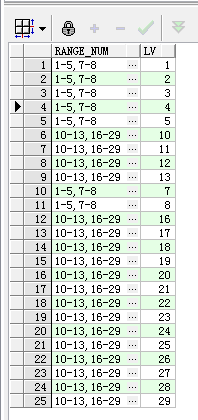 RANGE_NUM LV
1 1-5,7-8 ... 1
2 1-5,7-8 ... 2
3 1-5,7-8 ... 3
4 1-5,7-8 ... 4
5 1-5,7-8 ... 5
6 10-13,16-29 ... 10
7 10-13,16-29 ... 11
8 10-13,16-29 ... 12
9 10-13,16-29 ... 13
10 1-5,7-8 ... 7
11 1-5,7-8 ... 8
12 10-13,16-29 ... 16
13 10-13,16-29 ... 17
14 10-13,16-29 ... 18
15 10-13,16-29 ... 19
16 10-13,16-29 ... 20
17 10-13,16-29 ... 21
18 10-13,16-29 ... 22
19 10-13,16-29 ... 23
20 10-13,16-29 ... 24
21 10-13,16-29 ... 25
22 10-13,16-29 ... 26
23 10-13,16-29 ... 27
24 10-13,16-29 ... 28
25 10-13,16-29 ... 29